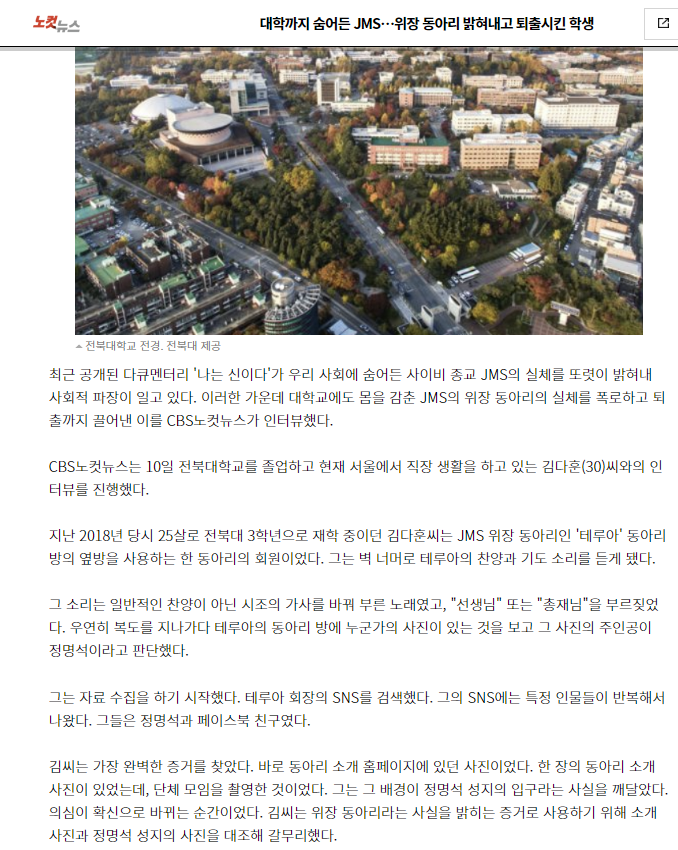 노컷뉴스
대학까지 숨어든 JMS…위장 동아리 밝혀내고 퇴출시킨 학생
전북대학교 전경. 전북대 제공
최근 공개된 다큐멘터리 '나는 신이다'가 우리 사회에 숨어든 사이비 종교 JMS의 실체를 또렷이 밝혀내
사회적 파장이 일고 있다. 이러한 가운데 대학교에도 몸을 감춘 JMS의 위장 동아리의 실체를 폭로하고 퇴
출까지 끌어낸 이를 CBS노컷뉴스가 인터뷰했다.
CBS노컷뉴스는 10일 전북대학교를 졸업하고 현재 서울에서 직장 생활을 하고 있는 김다훈(30)씨와의 인
터뷰를 진행했다.
지난 2018년 당시 25살로 전북대 3학년으로 재학 중이던 김다훈씨는 JMS 위장 동아리인 '테루아' 동아리
방의 옆방을 사용하는 한 동아리의 회원이었다. 그는 벽 너머로 테루아의 찬양과 기도 소리를 듣게 됐다.
그 소리는 일반적인 찬양이 아닌 시조의 가사를 바꿔 부른 노래였고, "선생님" 또는 "총재님"을 부르짖었
다. 우연히 복도를 지나가다 테루아의 동아리 방에 누군가의 사진이 있는 것을 보고 그 사진의 주인공이
정명석이라고 판단했다.
그는 자료 수집을 하기 시작했다. 테루아 회장의 SNS를 검색했다. 그의 SNS에는 특정 인물들이 반복해서
나왔다. 그들은 정명석과 페이스북 친구였다.
김씨는 가장 완벽한 증거를 찾았다. 바로 동아리 소개 홈페이지에 있던 사진이었다. 한 장의 동아리 소개
사진이 있었는데, 단체 모임을 촬영한 것이었다. 그는 그 배경이 정명석 성지의 입구라는 사실을 깨달았다.
의심이 확신으로 바뀌는 순간이었다. 김씨는 위장 동아리라는 사실을 밝히는 증거로 사용하기 위해 소개
사진과 정명석 성지의 사진을 대조해 갈무리했다.